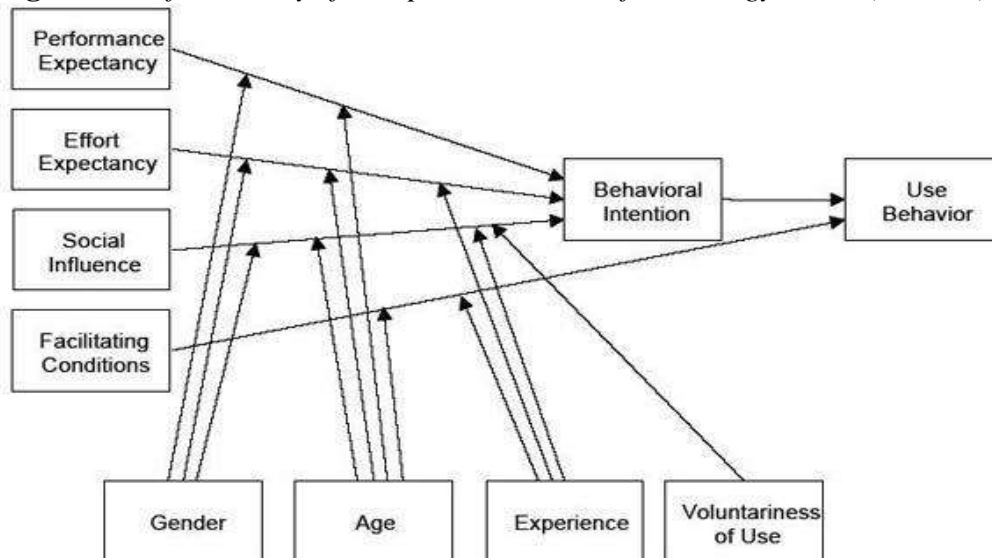 Performance
Expectancy
Effort
Expectancy
Social
Influence
Facilitating
Conditions
Behavioral
Intention
Use
Behavior
Gender
Age
Experience
Voluntariness
of Use